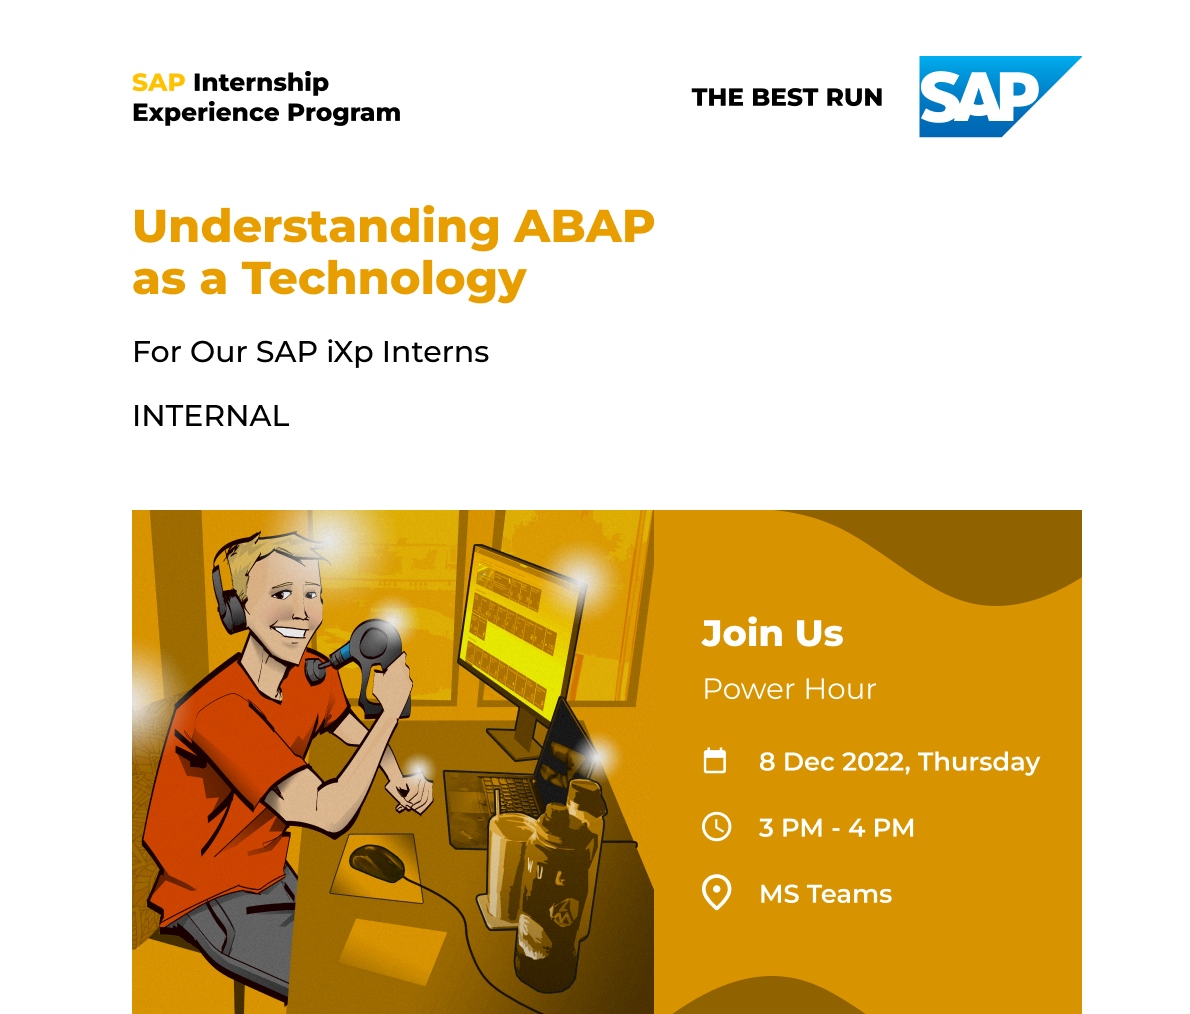 SAP Internship
Experience Program
THE BEST RUN
SAP
Understanding ABAP
as a Technology
For Our SAP iXp Interns
INTERNAL
Join Us
Power Hour
8 Dec 2022, Thursday
3 PM - 4 PM
MS Teams